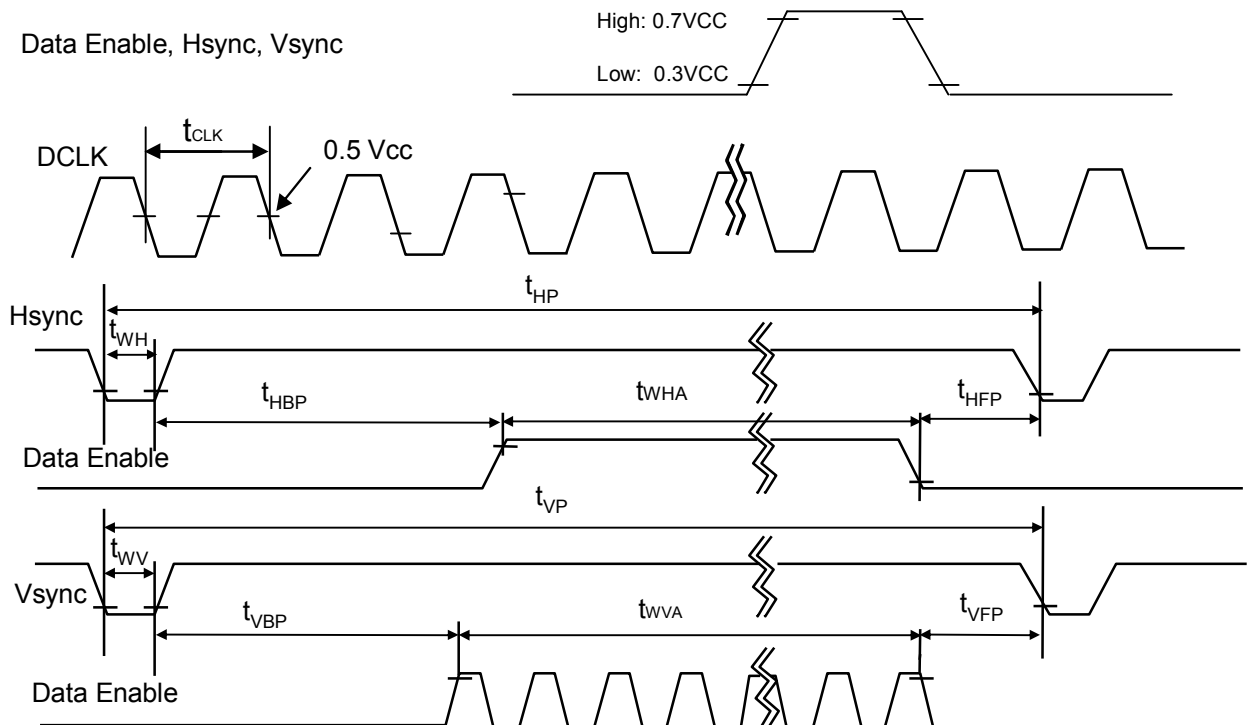 High: 0.7VCC
Data Enable, Hsync, Vsync
Low: 0.3VCC
tCLK
DCLK
0.5 Vcc
tHP
Hsync
tWH
tHBP
tWHA
tHFP
Data Enable
tVP
tWV
Vsync
tVBP
tWVA
tVFP
Data Enable